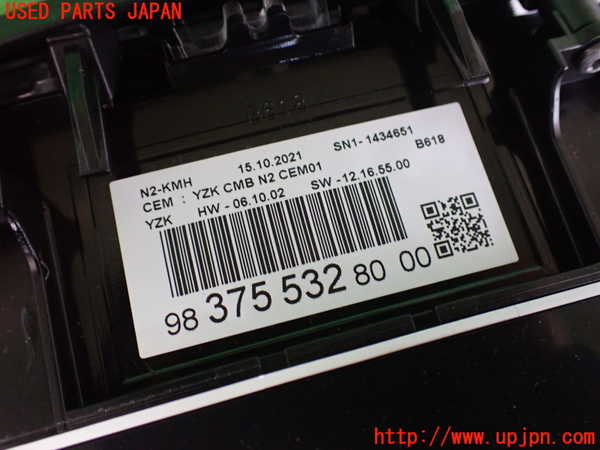 USED PARTS JAPAN
N2-KMH 15.10.2021 SN1- 1434651
CEM : YZK CMB N2 CEM01 B618
YZK HW - 06.10.02 SW -12.16.55.00
98 375 532 80 00
http://www.upjpn.com/